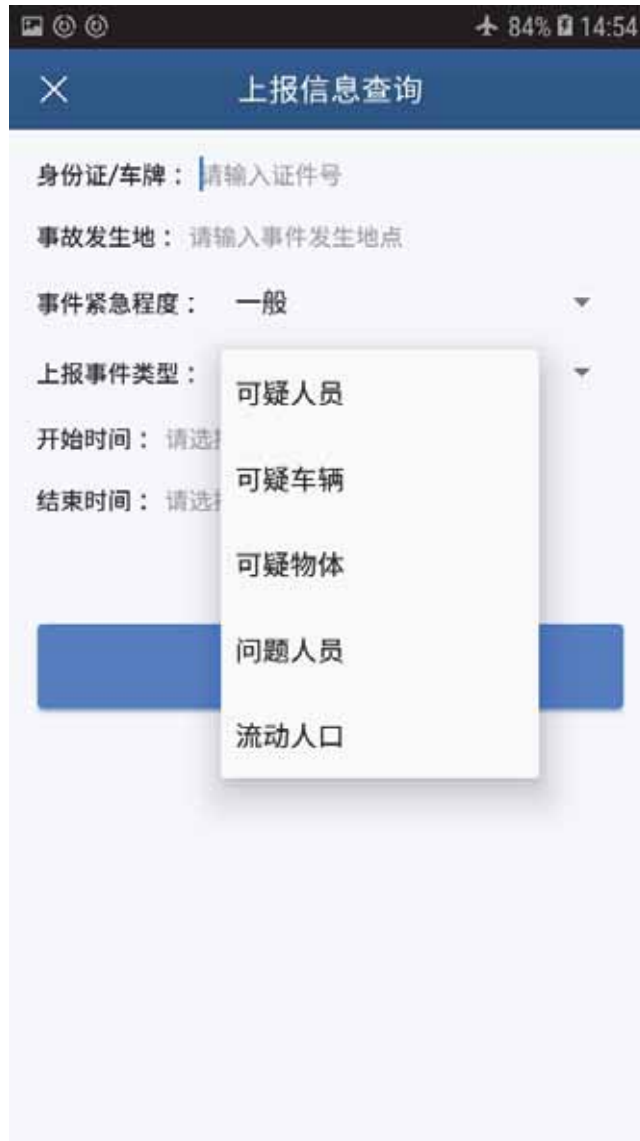 84% 14:54
上报信息查询
身份证/车牌： 请输入证件号
事故发生地： 请输入事件发生地点
事件紧急程度： 一般
上报事件类型：
可疑人员
开始时间： 请选
可疑车辆
结束时间： 请选
可疑物体
问题人员
流动人口